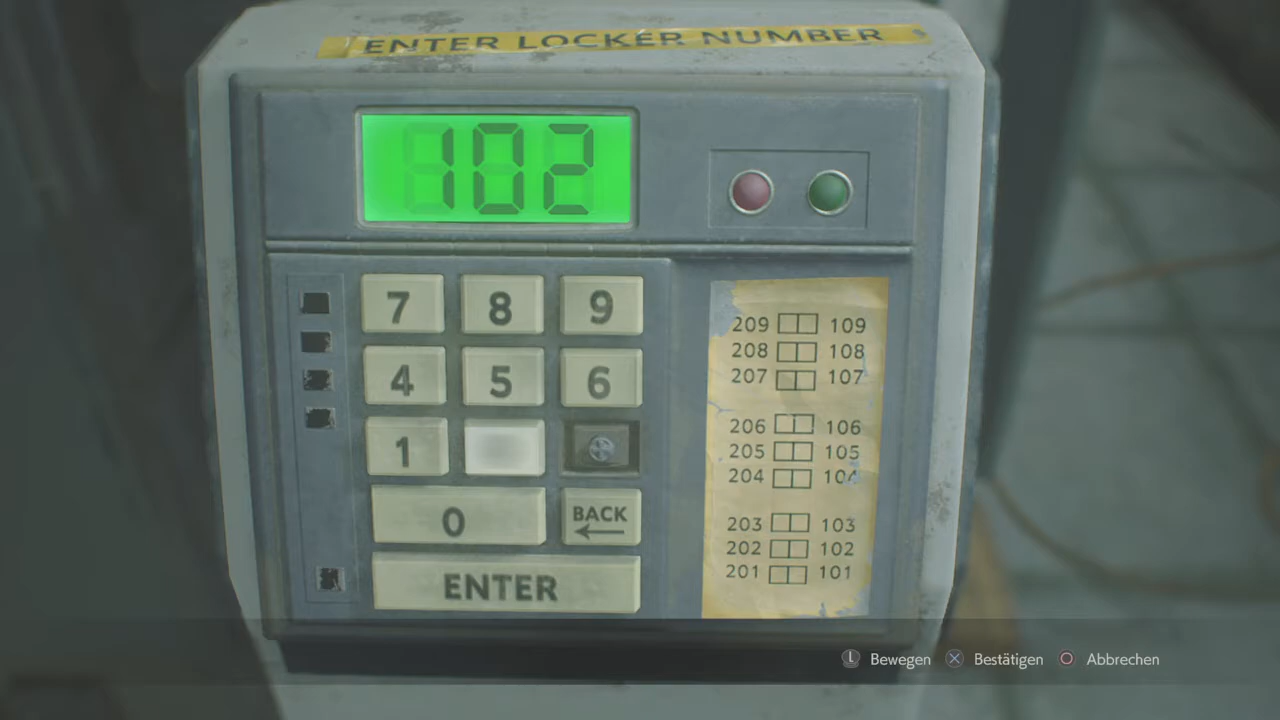 ENTER LOCKER NUMBER
102
7 8 9
4 5 6
1
0 BACK
ENTER
209 109
208 108
207 107
206 106
205 105
204 104
203 103
202 102
201 101
L Bewegen Bestätigen Abbrechen